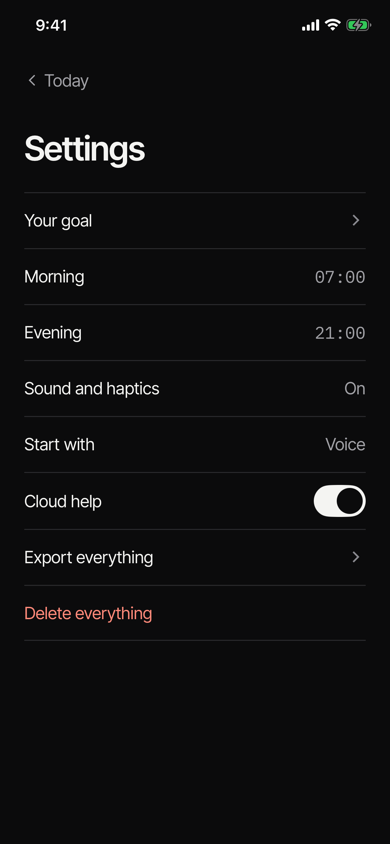 9:41
Today
Settings
Your goal
Morning 07:00
Evening 21:00
Sound and haptics On
Start with Voice
Cloud help
Export everything
Delete everything